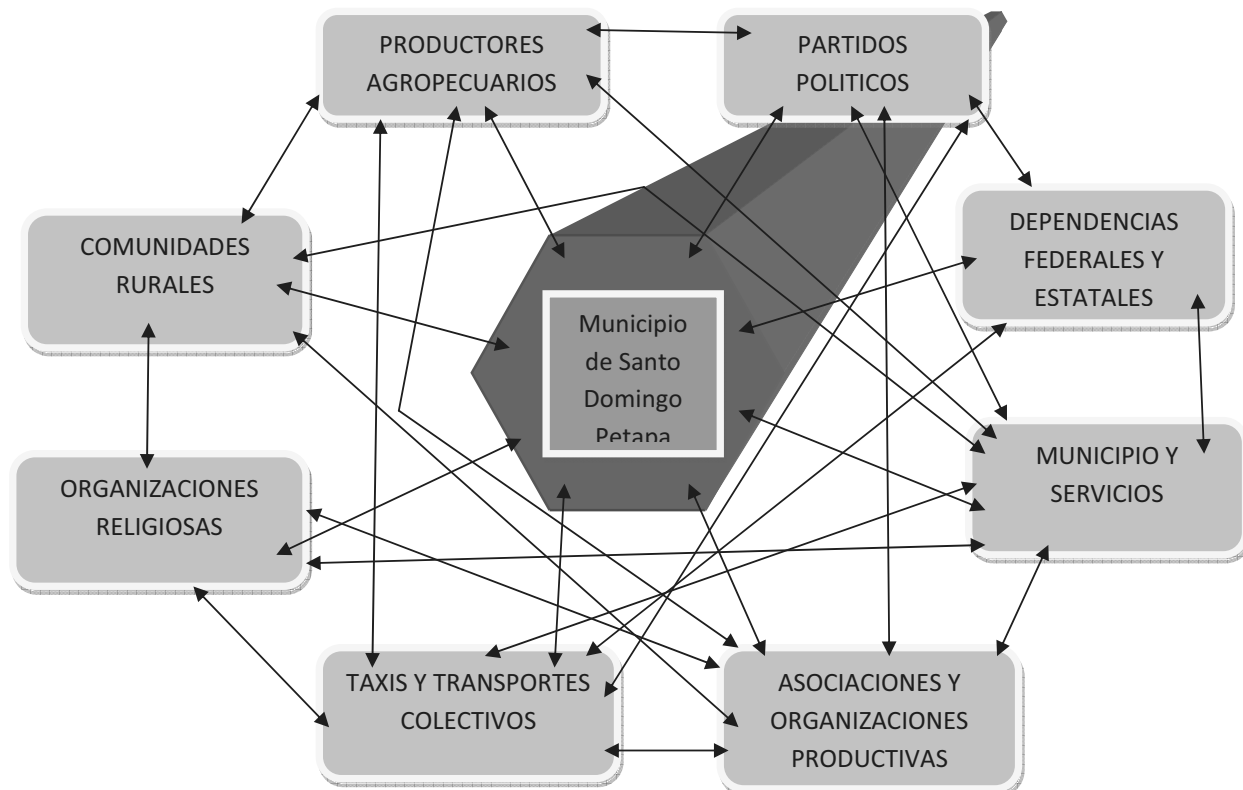 PRODUCTORES
AGROPECUARIOS
PARTIDOS
POLITICOS
COMUNIDADES
RURALES
DEPENDENCIAS
FEDERALES Y
ESTATALES
Municipio
de Santo
Domingo
Petapa
ORGANIZACIONES
RELIGIOSAS
MUNICIPIO Y
SERVICIOS
TAXIS Y TRANSPORTES
COLECTIVOS
ASOCIACIONES Y
ORGANIZACIONES
PRODUCTIVAS